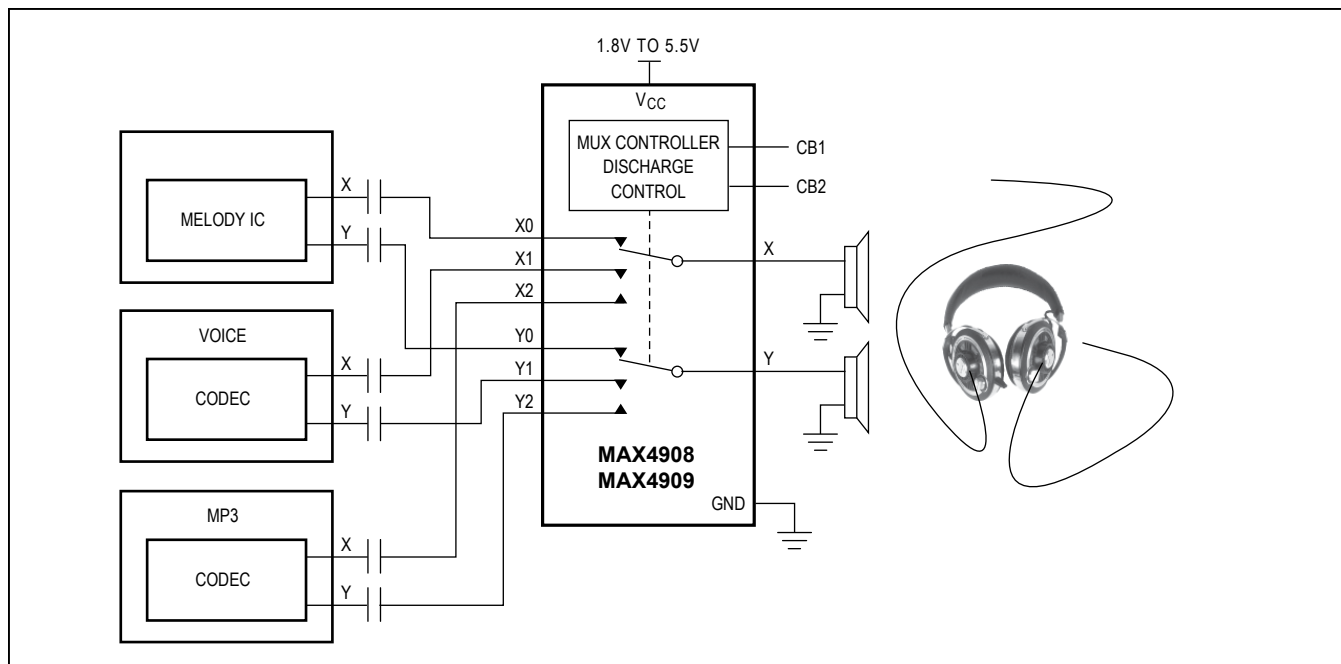 1.8V TO 5.5V
VCC
MUX CONTROLLER
DISCHARGE
CONTROL
CB1
CB2
MELODY IC
X
Y
X0
X1
X2
Y0
Y1
Y2
X
Y
VOICE
CODEC
X
Y
MAX4908
MAX4909
GND
MP3
CODEC
X
Y